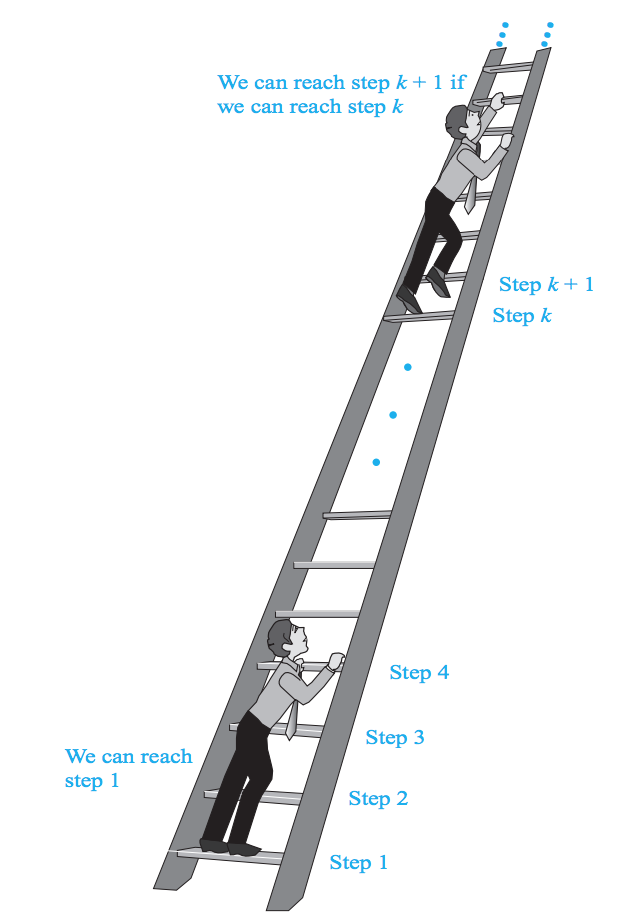 We can reach step k + 1 if
we can reach step k
Step k + 1
Step k
Step 4
Step 3
We can reach
step 1
Step 2
Step 1